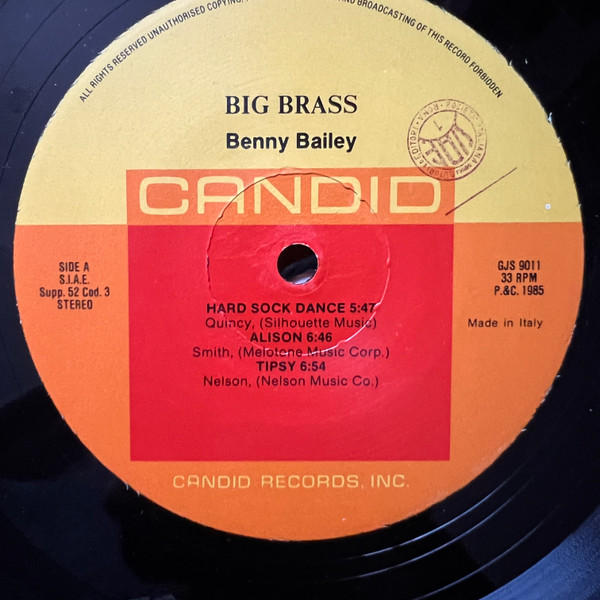 ALL RIGHTS RESERVED UNAUTHORISED COPYING, AND BROADCASTING OF THIS RECORD FORBIDDEN
BIG BRASS
Benny Bailey
CANDID
SIDE A
S.I.A.E.
Supp. 52 Cod. 3
STEREO
GJS 9011
33 RPM
P.&C. 1985
Made in Italy
HARD SOCK DANCE 5:47
Quincy, (Silhouette Music)
ALISON 6:46
Smith, (Melotone Music Corp.)
TIPSY 6:54
Nelson, (Nelson Music Co.)
CANDID RECORDS, INC.